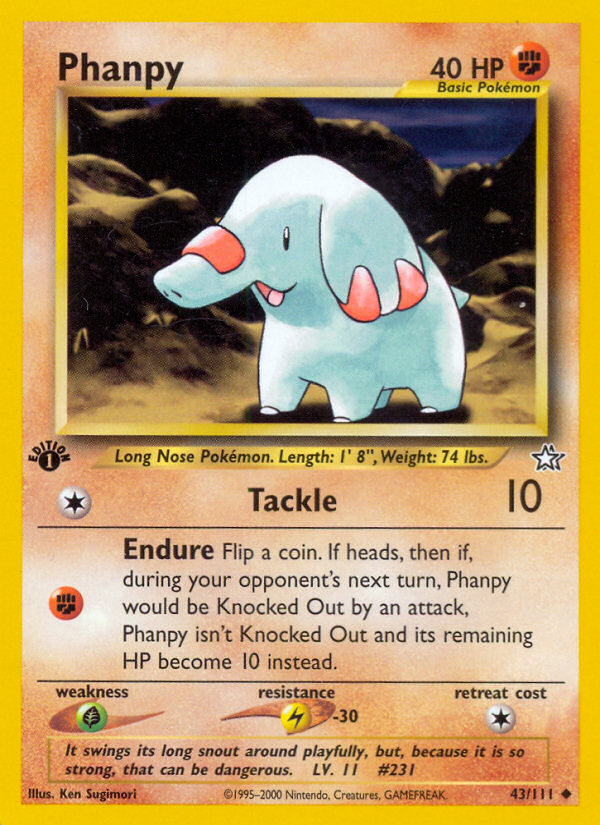 Phanpy
40 HP
Basic Pokémon
EDITION
1
Long Nose Pokémon. Length: 1' 8", Weight: 74 lbs.
Tackle 10
Endure Flip a coin. If heads, then if,
during your opponent's next turn, Phanpy
would be Knocked Out by an attack,
Phanpy isn't Knocked Out and its remaining
HP become 10 instead.
weakness resistance retreat cost
-30
It swings its long snout around playfully, but, because it is so
strong, that can be dangerous. LV. 11 #231
Illus. Ken Sugimori ©1995-2000 Nintendo, Creatures, GAMEFREAK. 43/111